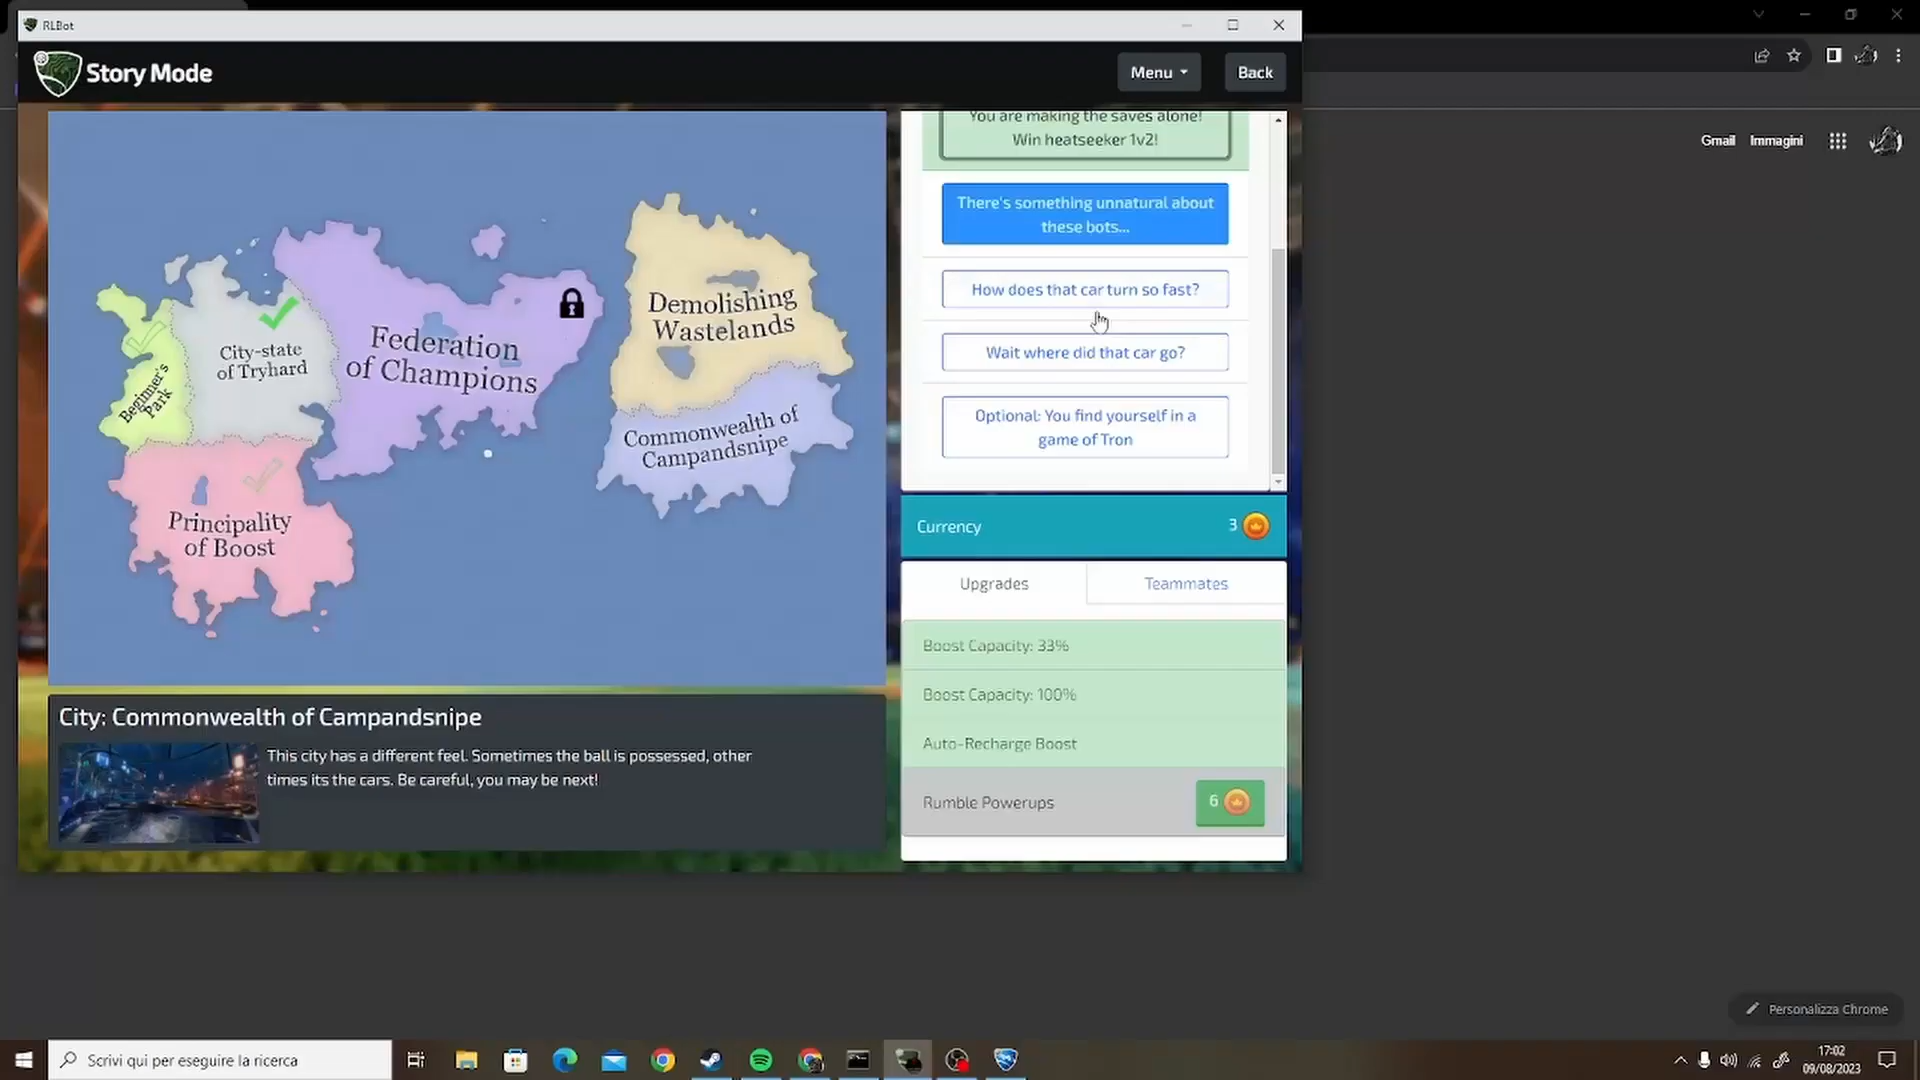 RLBot
Story Mode
Menu
Back
You are making the saves alone!
Win heatseeker 1v2!
There's something unnatural about
these bots...
How does that car turn so fast?
Wait where did that car go?
Optional: You find yourself in a
game of Tron
Currency
3
Upgrades
Teammates
Boost Capacity: 33%
Boost Capacity: 100%
Auto-Recharge Boost
Rumble Powerups
6
Beginner's
Park
City-state
of Tryhard
Federation
of Champions
Demolishing
Wastelands
Commonwealth of
Campandsnipe
Principality
of Boost
City: Commonwealth of Campandsnipe
This city has a different feel. Sometimes the ball is possessed, other
times its the cars. Be careful, you may be next!
Gmail
Immagini
Personalizza Chrome
Scrivi qui per eseguire la ricerca
17:02
09/08/2023